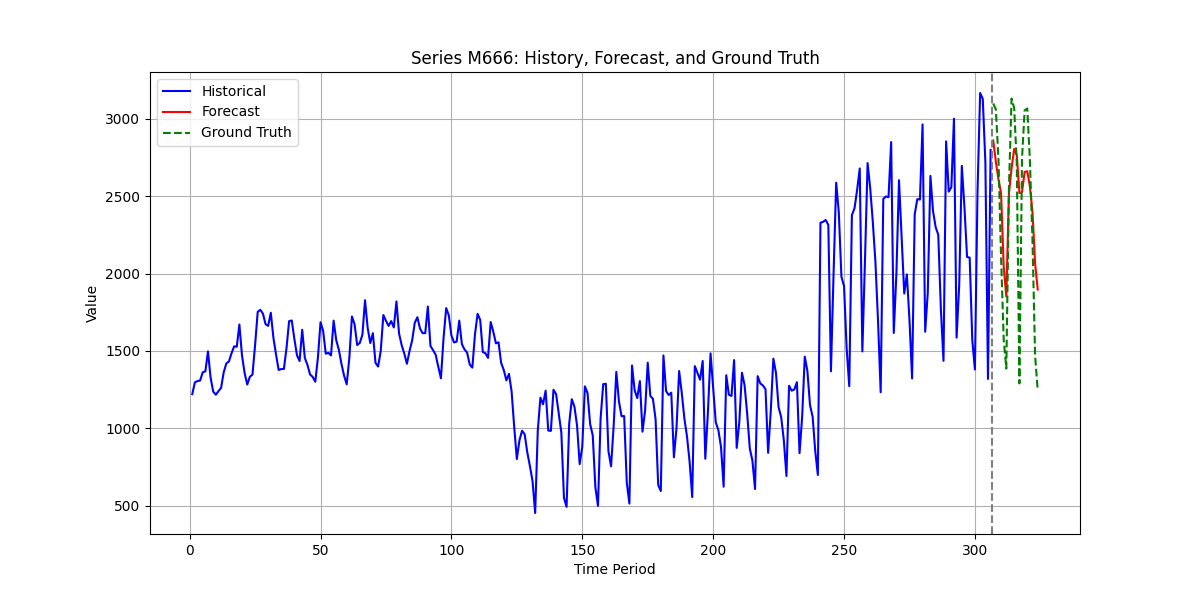 Series M666: History, Forecast, and Ground Truth
Historical
Forecast
Ground Truth
Value
3000
2500
2000
1500
1000
500
0 50 100 150 200 250 300
Time Period